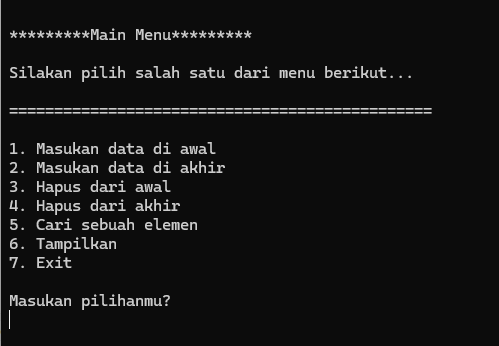 *********Main Menu*********
Silakan pilih salah satu dari menu berikut...
===============================================
1. Masukan data di awal
2. Masukan data di akhir
3. Hapus dari awal
4. Hapus dari akhir
5. Cari sebuah elemen
6. Tampilkan
7. Exit
Masukan pilihanmu?